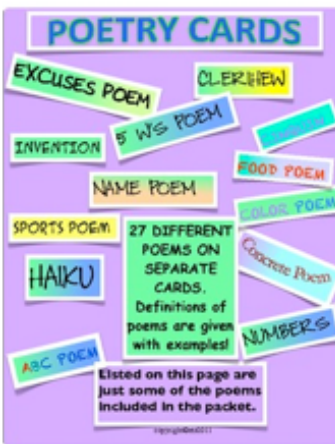 POETRY CARDS
EXCUSES POEM
CLERIHEW
5 W'S POEM
INVENTION
FOOD POEM
NAME POEM
COLOR POEM
SPORTS POEM
27 DIFFERENT
POEMS ON
SEPARATE
CARDS.
Definitions of
poems are given
with examples!
Concrete Poem
HAIKU
NUMBERS
ABC POEM
Listed on this page are
just some of the poems
included in the packet.